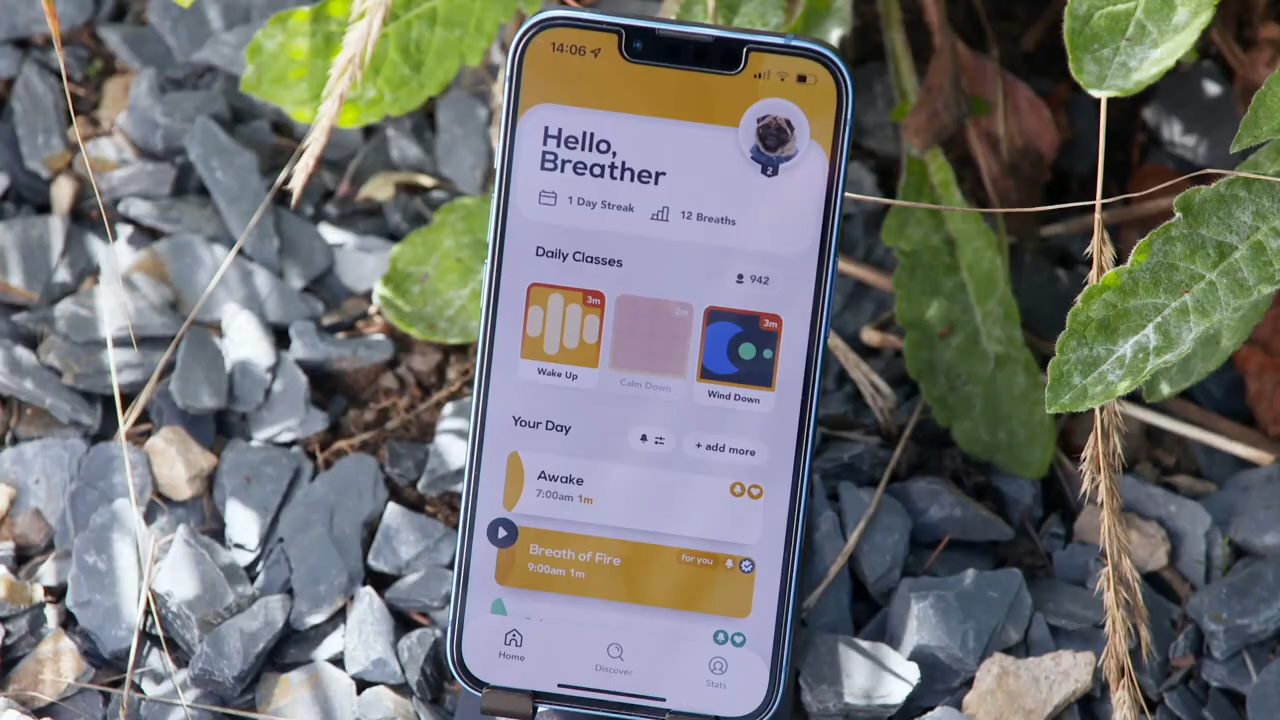 14:06
Hello,
Breather
2
1 Day Streak
12 Breaths
Daily Classes
942
3m
2m
3m
Wake Up
Calm Down
Wind Down
Your Day
+ add more
Awake
7:00am 1m
Breath of Fire
for you
9:00am 1m
Home
Discover
Stats